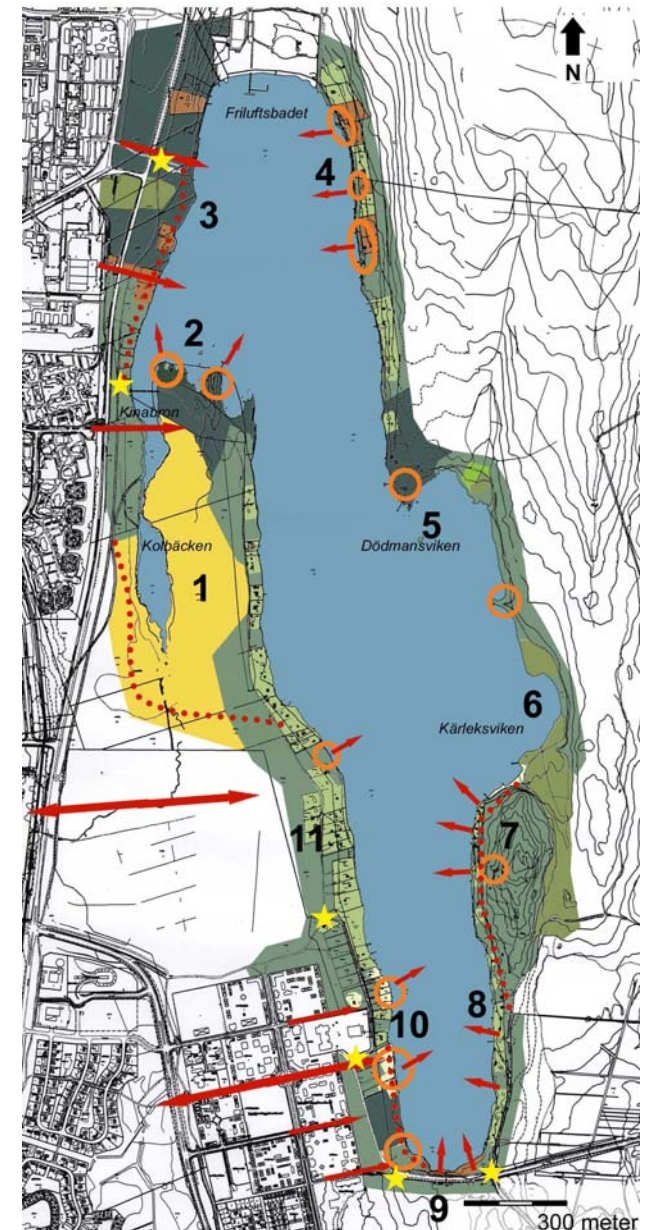 N
Friluftsbadet
4
3
2
Kinabron
5
Kolbäcken
Dödmansviken
1
6
Kärleksviken
7
11
8
10
9
300 meter